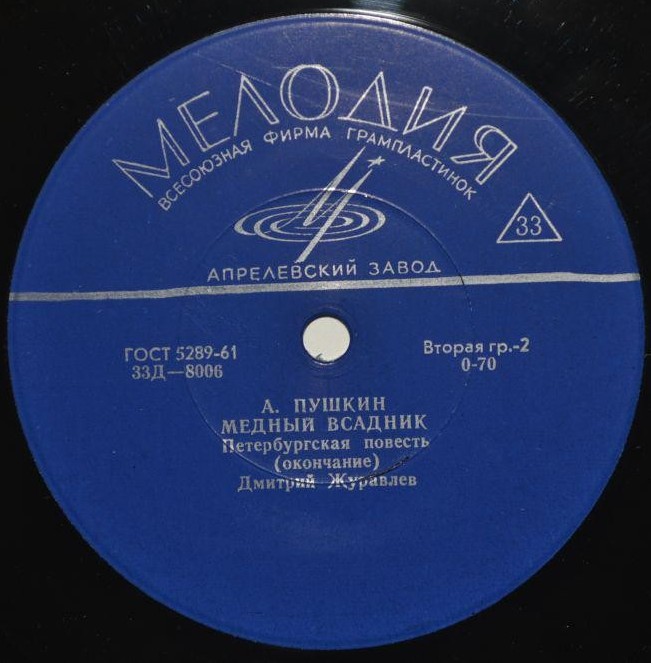 МЕЛОДИЯ
ВСЕСОЮЗНАЯ ФИРМА ГРАМПЛАСТИНОК
33
АПРЕЛЕВСКИЙ ЗАВОД
ГОСТ 5289-61
33Д—8006
Вторая гр.-2
0-70
А. ПУШКИН
МЕДНЫЙ ВСАДНИК
Петербургская повесть
(окончание)
Дмитрий Журавлев